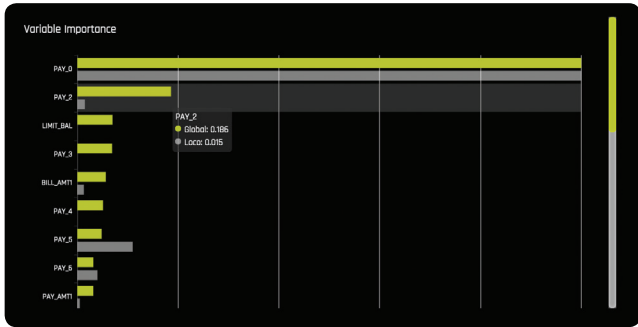 Variable Importance
PAY_0
PAY_2
PAY_2
Global: 0.186
Loco: 0.015
LIMIT_BAL
PAY_3
BILL_AMT1
PAY_4
PAY_5
PAY_6
PAY_AMT1